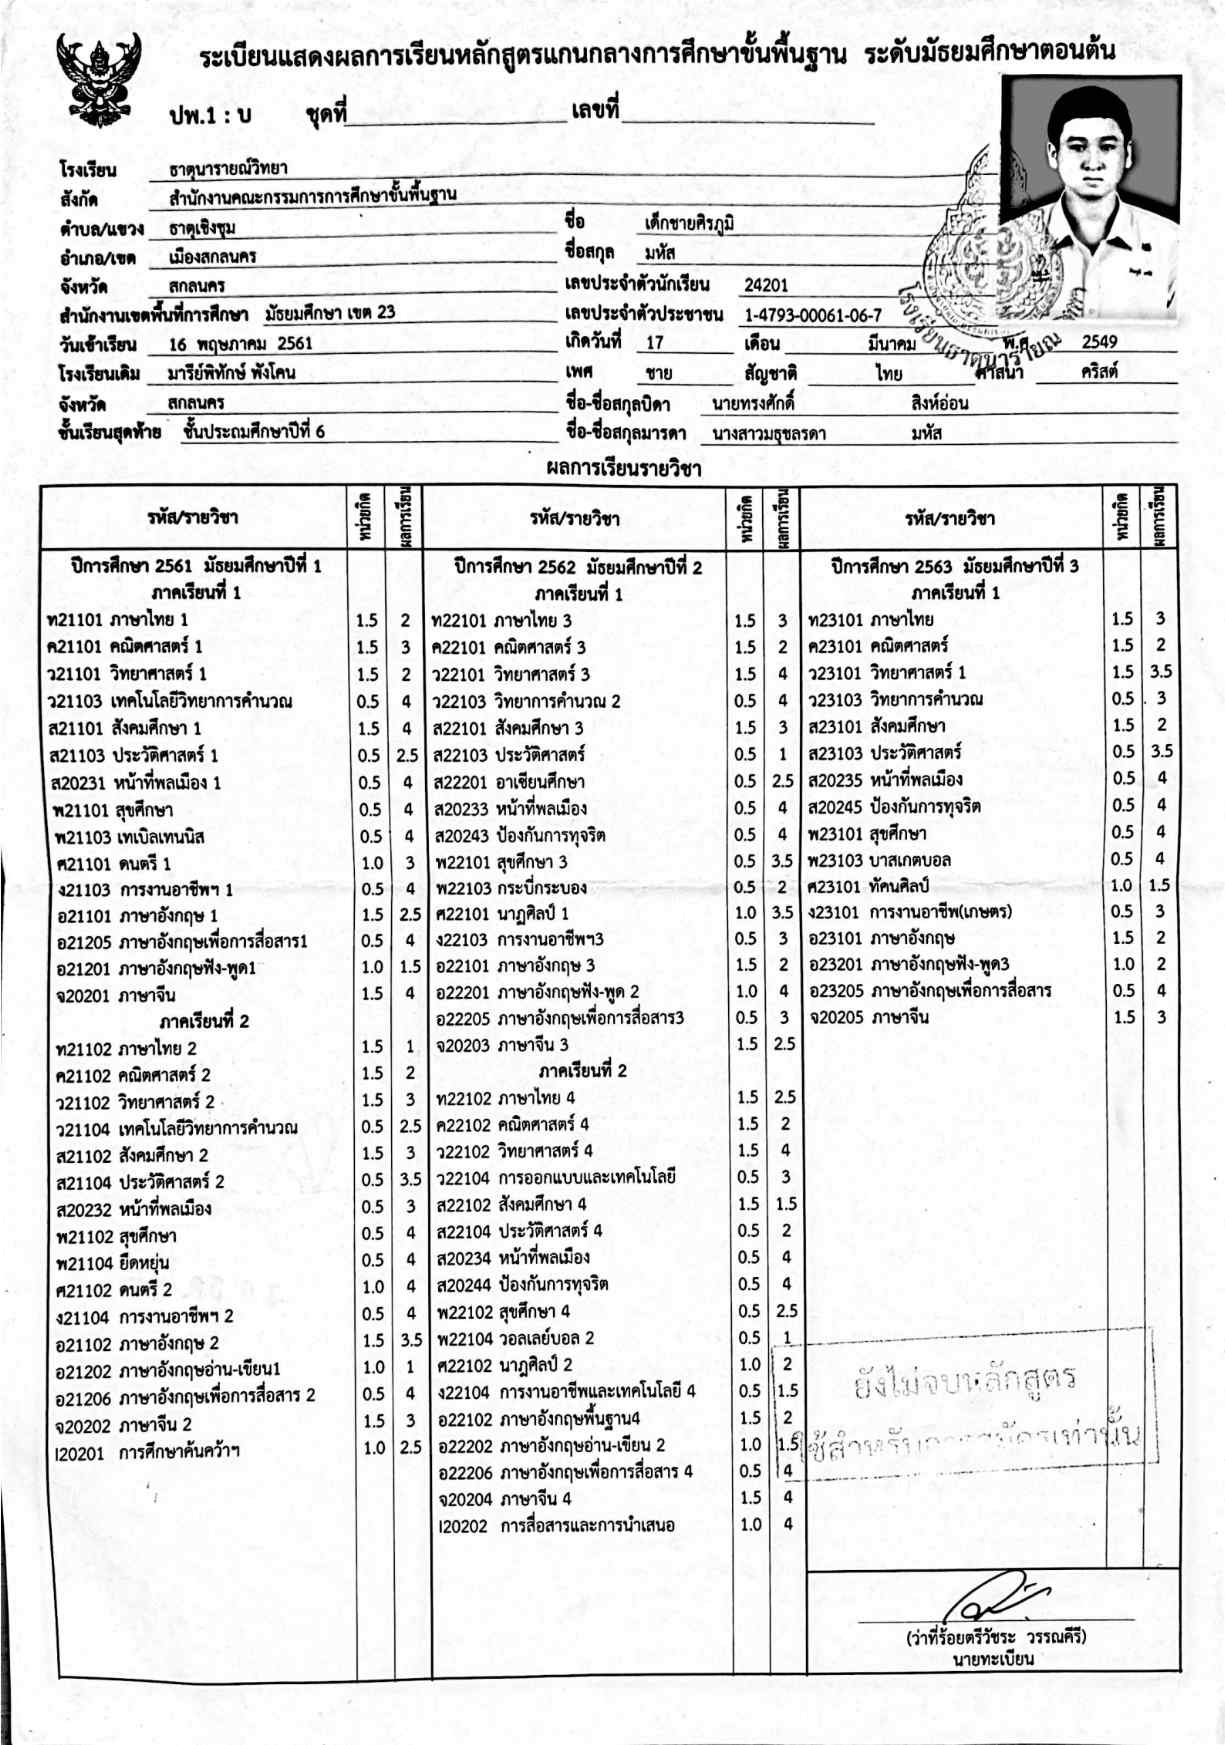 ระเบียนแสดงผลการเรียนหลักสูตรแกนกลางการศึกษาขั้นพื้นฐาน ระดับมัธยมศึกษาตอนต้น
ปพ.1 : บ ชุดที่ เลขที่
โรงเรียน ธาตุนารายณ์วิทยา
สังกัด สำนักงานคณะกรรมการการศึกษาขั้นพื้นฐาน
ตำบล/แขวง ธาตุเชิงชุม
อำเภอ/เขต เมืองสกลนคร
จังหวัด สกลนคร
สำนักงานเขตพื้นที่การศึกษา มัธยมศึกษา เขต 23
วันเข้าเรียน 16 พฤษภาคม 2561
โรงเรียนเดิม มารีย์พิทักษ์ พังโคน
จังหวัด สกลนคร
ชั้นเรียนสุดท้าย ชั้นประถมศึกษาปีที่ 6
ชื่อ เด็กชายศิรภูมิ
ชื่อสกุล มหัส
เลขประจำตัวนักเรียน 24201
เลขประจำตัวประชาชน 1-4793-00061-06-7
เกิดวันที่ 17 เดือน มีนาคม พ.ศ. 2549
เพศ ชาย สัญชาติ ไทย ศาสนา คริสต์
ชื่อ-ชื่อสกุลบิดา นายทรงศักดิ์ สิงห์อ่อน
ชื่อ-ชื่อสกุลมารดา นางสาวมธุชลรดา มหัส
โรงเรียนธาตุนารายณ์วิทยา
ผลการเรียนรายวิชา
รหัส/รายวิชา หน่วยกิต ผลการเรียน
ปีการศึกษา 2561 มัธยมศึกษาปีที่ 1
ภาคเรียนที่ 1
ท21101 ภาษาไทย 1 1.5 2
ค21101 คณิตศาสตร์ 1 1.5 3
ว21101 วิทยาศาสตร์ 1 1.5 2
ว21103 เทคโนโลยีวิทยาการคำนวณ 0.5 4
ส21101 สังคมศึกษา 1 1.5 4
ส21103 ประวัติศาสตร์ 1 0.5 2.5
ส20231 หน้าที่พลเมือง 1 0.5 4
พ21101 สุขศึกษา 0.5 4
พ21103 เทเบิลเทนนิส 0.5 4
ศ21101 ดนตรี 1 1.0 3
ง21103 การงานอาชีพฯ 1 0.5 4
อ21101 ภาษาอังกฤษ 1 1.5 2.5
อ21205 ภาษาอังกฤษเพื่อการสื่อสาร1 0.5 4
อ21201 ภาษาอังกฤษฟัง-พูด1 1.0 1.5
จ20201 ภาษาจีน 1.5 4
ภาคเรียนที่ 2
ท21102 ภาษาไทย 2 1.5 1
ค21102 คณิตศาสตร์ 2 1.5 2
ว21102 วิทยาศาสตร์ 2 1.5 3
ว21104 เทคโนโลยีวิทยาการคำนวณ 0.5 2.5
ส21102 สังคมศึกษา 2 1.5 3
ส21104 ประวัติศาสตร์ 2 0.5 3.5
ส20232 หน้าที่พลเมือง 0.5 3
พ21102 สุขศึกษา 0.5 4
พ21104 ยืดหยุ่น 0.5 4
ศ21102 ดนตรี 2 1.0 4
ง21104 การงานอาชีพฯ 2 0.5 4
อ21102 ภาษาอังกฤษ 2 1.5 3.5
อ21202 ภาษาอังกฤษอ่าน-เขียน1 1.0 1
อ21206 ภาษาอังกฤษเพื่อการสื่อสาร 2 0.5 4
จ20202 ภาษาจีน 2 1.5 3
I20201 การศึกษาค้นคว้าฯ 1.0 2.5
รหัส/รายวิชา หน่วยกิต ผลการเรียน
ปีการศึกษา 2562 มัธยมศึกษาปีที่ 2
ภาคเรียนที่ 1
ท22101 ภาษาไทย 3 1.5 3
ค22101 คณิตศาสตร์ 3 1.5 2
ว22101 วิทยาศาสตร์ 3 1.5 4
ว22103 วิทยาการคำนวณ 2 0.5 4
ส22101 สังคมศึกษา 3 1.5 3
ส22103 ประวัติศาสตร์ 0.5 1
ส22201 อาเซียนศึกษา 0.5 2.5
ส20233 หน้าที่พลเมือง 0.5 4
ส20243 ป้องกันการทุจริต 0.5 4
พ22101 สุขศึกษา 3 0.5 3.5
พ22103 กระบี่กระบอง 0.5 2
ศ22101 นาฏศิลป์ 1 1.0 3.5
ง22103 การงานอาชีพฯ3 0.5 3
อ22101 ภาษาอังกฤษ 3 1.5 2
อ22201 ภาษาอังกฤษฟัง-พูด 2 1.0 4
อ22205 ภาษาอังกฤษเพื่อการสื่อสาร3 0.5 3
จ20203 ภาษาจีน 3 1.5 2.5
ภาคเรียนที่ 2
ท22102 ภาษาไทย 4 1.5 2.5
ค22102 คณิตศาสตร์ 4 1.5 2
ว22102 วิทยาศาสตร์ 4 1.5 4
ว22104 การออกแบบและเทคโนโลยี 0.5 3
ส22102 สังคมศึกษา 4 1.5 1.5
ส22104 ประวัติศาสตร์ 4 0.5 2
ส20234 หน้าที่พลเมือง 0.5 4
ส20244 ป้องกันการทุจริต 0.5 4
พ22102 สุขศึกษา 4 0.5 2.5
พ22104 วอลเลย์บอล 2 0.5 1
ศ22102 นาฏศิลป์ 2 1.0 2
ง22104 การงานอาชีพและเทคโนโลยี 4 0.5 1.5
อ22102 ภาษาอังกฤษพื้นฐาน4 1.5 2
อ22202 ภาษาอังกฤษอ่าน-เขียน 2 1.0 1.5
อ22206 ภาษาอังกฤษเพื่อการสื่อสาร 4 0.5 4
จ20204 ภาษาจีน 4 1.5 4
I20202 การสื่อสารและการนำเสนอ 1.0 4
รหัส/รายวิชา หน่วยกิต ผลการเรียน
ปีการศึกษา 2563 มัธยมศึกษาปีที่ 3
ภาคเรียนที่ 1
ท23101 ภาษาไทย 1.5 3
ค23101 คณิตศาสตร์ 1.5 2
ว23101 วิทยาศาสตร์ 1 1.5 3.5
ว23103 วิทยาการคำนวณ 0.5 3
ส23101 สังคมศึกษา 1.5 2
ส23103 ประวัติศาสตร์ 0.5 3.5
ส20235 หน้าที่พลเมือง 0.5 4
ส20245 ป้องกันการทุจริต 0.5 4
พ23101 สุขศึกษา 0.5 4
พ23103 บาสเกตบอล 0.5 4
ศ23101 ทัศนศิลป์ 1.0 1.5
ง23101 การงานอาชีพ(เกษตร) 0.5 3
อ23101 ภาษาอังกฤษ 1.5 2
อ23201 ภาษาอังกฤษฟัง-พูด3 1.0 2
อ23205 ภาษาอังกฤษเพื่อการสื่อสาร 0.5 4
จ20205 ภาษาจีน 1.5 3
ยังไม่จบหลักสูตร
ใช้สำหรับการสมัครเท่านั้น
(ว่าที่ร้อยตรีวัชระ วรรณคีรี)
นายทะเบียน